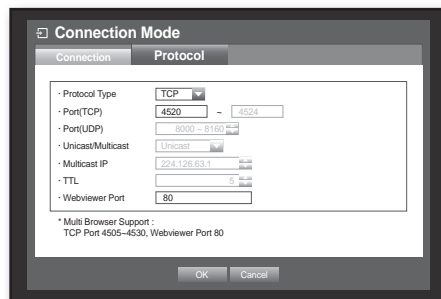 Connection Mode
Connection Protocol
· Protocol Type TCP
· Port(TCP) 4520 ~ 4524
· Port(UDP) 8000 ~ 8160
· Unicast/Multicast Unicast
· Multicast IP 224.126.63.1
· TTL 5
· Webviewer Port 80
* Multi Browser Support :
TCP Port 4505~4530, Webviewer Port 80
OK Cancel